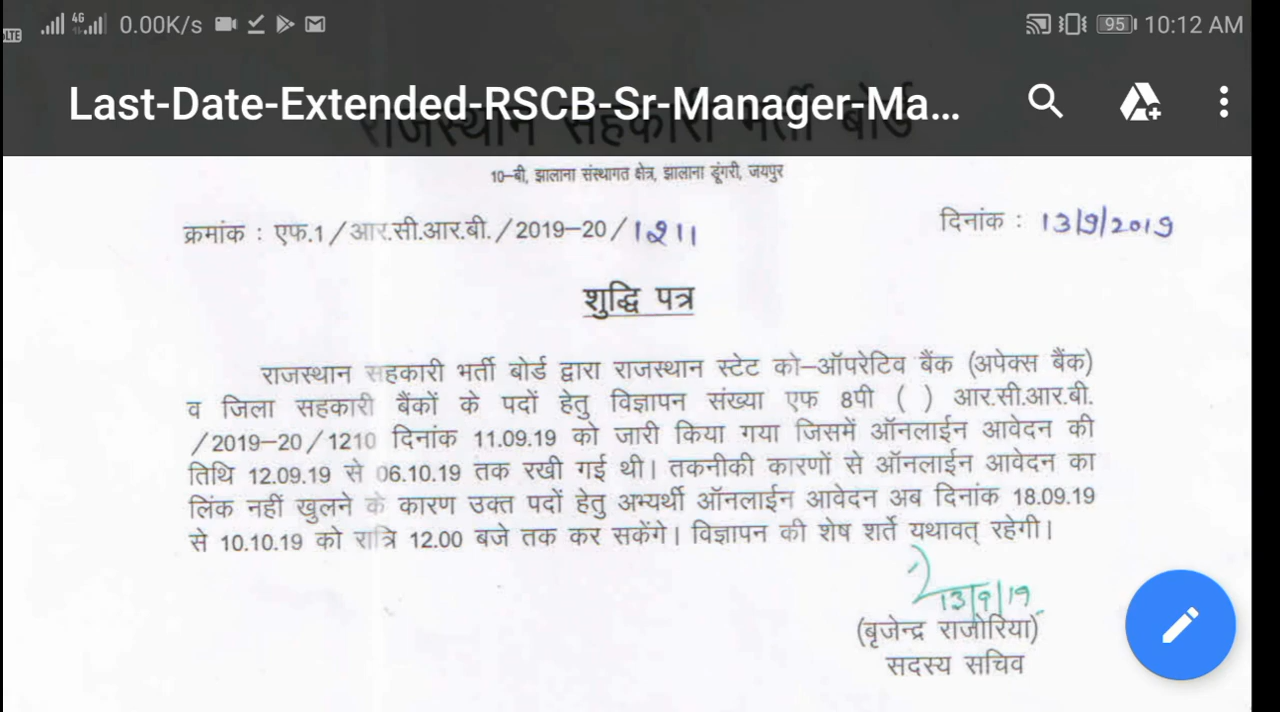 4G 0.00K/s 95 10:12 AM
LTE
Last-Date-Extended-RSCB-Sr-Manager-Ma...
राजस्थान सहकारी भर्ती बोर्ड
10–बी, झालाना संस्थागत क्षेत्र, झालाना डूंगरी, जयपुर
क्रमांक : एफ.1/आर.सी.आर.बी./2019–20/1211 दिनांक : 13/9/2019
शुद्धि पत्र
राजस्थान सहकारी भर्ती बोर्ड द्वारा राजस्थान स्टेट को–ऑपरेटिव बैंक (अपेक्स बैंक)
व जिला सहकारी बैंकों के पदों हेतु विज्ञापन संख्या एफ 8पी ( ) आर.सी.आर.बी.
/2019–20/1210 दिनांक 11.09.19 को जारी किया गया जिसमें ऑनलाईन आवेदन की
तिथि 12.09.19 से 06.10.19 तक रखी गई थी। तकनीकी कारणों से ऑनलाईन आवेदन का
लिंक नहीं खुलने के कारण उक्त पदों हेतु अभ्यर्थी ऑनलाईन आवेदन अब दिनांक 18.09.19
से 10.10.19 को रात्रि 12.00 बजे तक कर सकेंगे। विज्ञापन की शेष शर्ते यथावत् रहेगी।
13/9/19
(बृजेन्द्र राजोरिया)
सदस्य सचिव